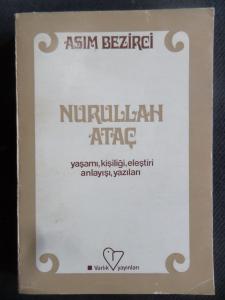 ASIM BEZİRCİ
NURULLAH
ATAÇ
yaşamı, kişiliği, eleştiri
anlayışı, yazıları
Varlık yayınları